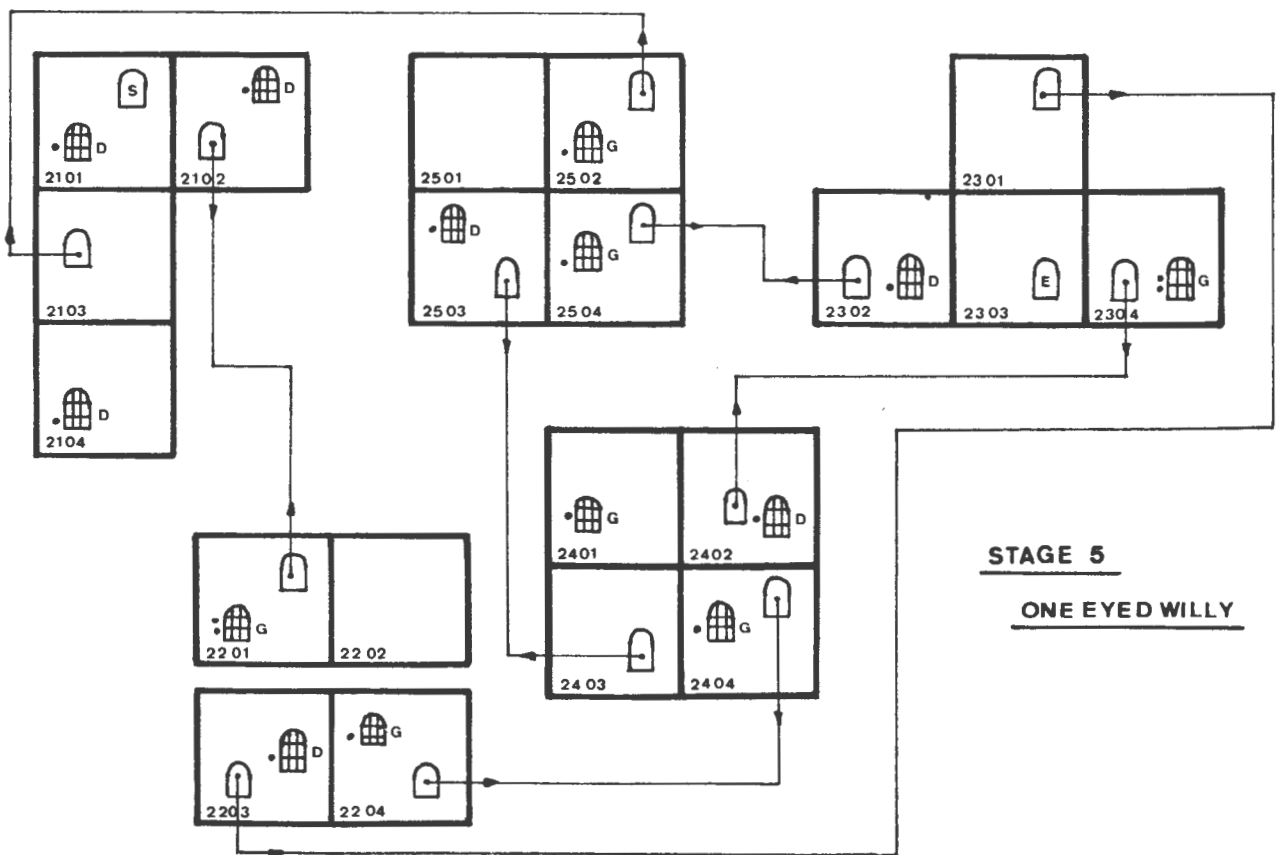 S
D
D
2101
2102
2103
D
2104
G
2501
2502
D
G
2503
2504
2301
D
E
G
2302
2303
2304
G
D
2401
2402
G
2403
2404
G
2201
2202
D
G
2203
2204
STAGE 5
ONE EYED WILLY